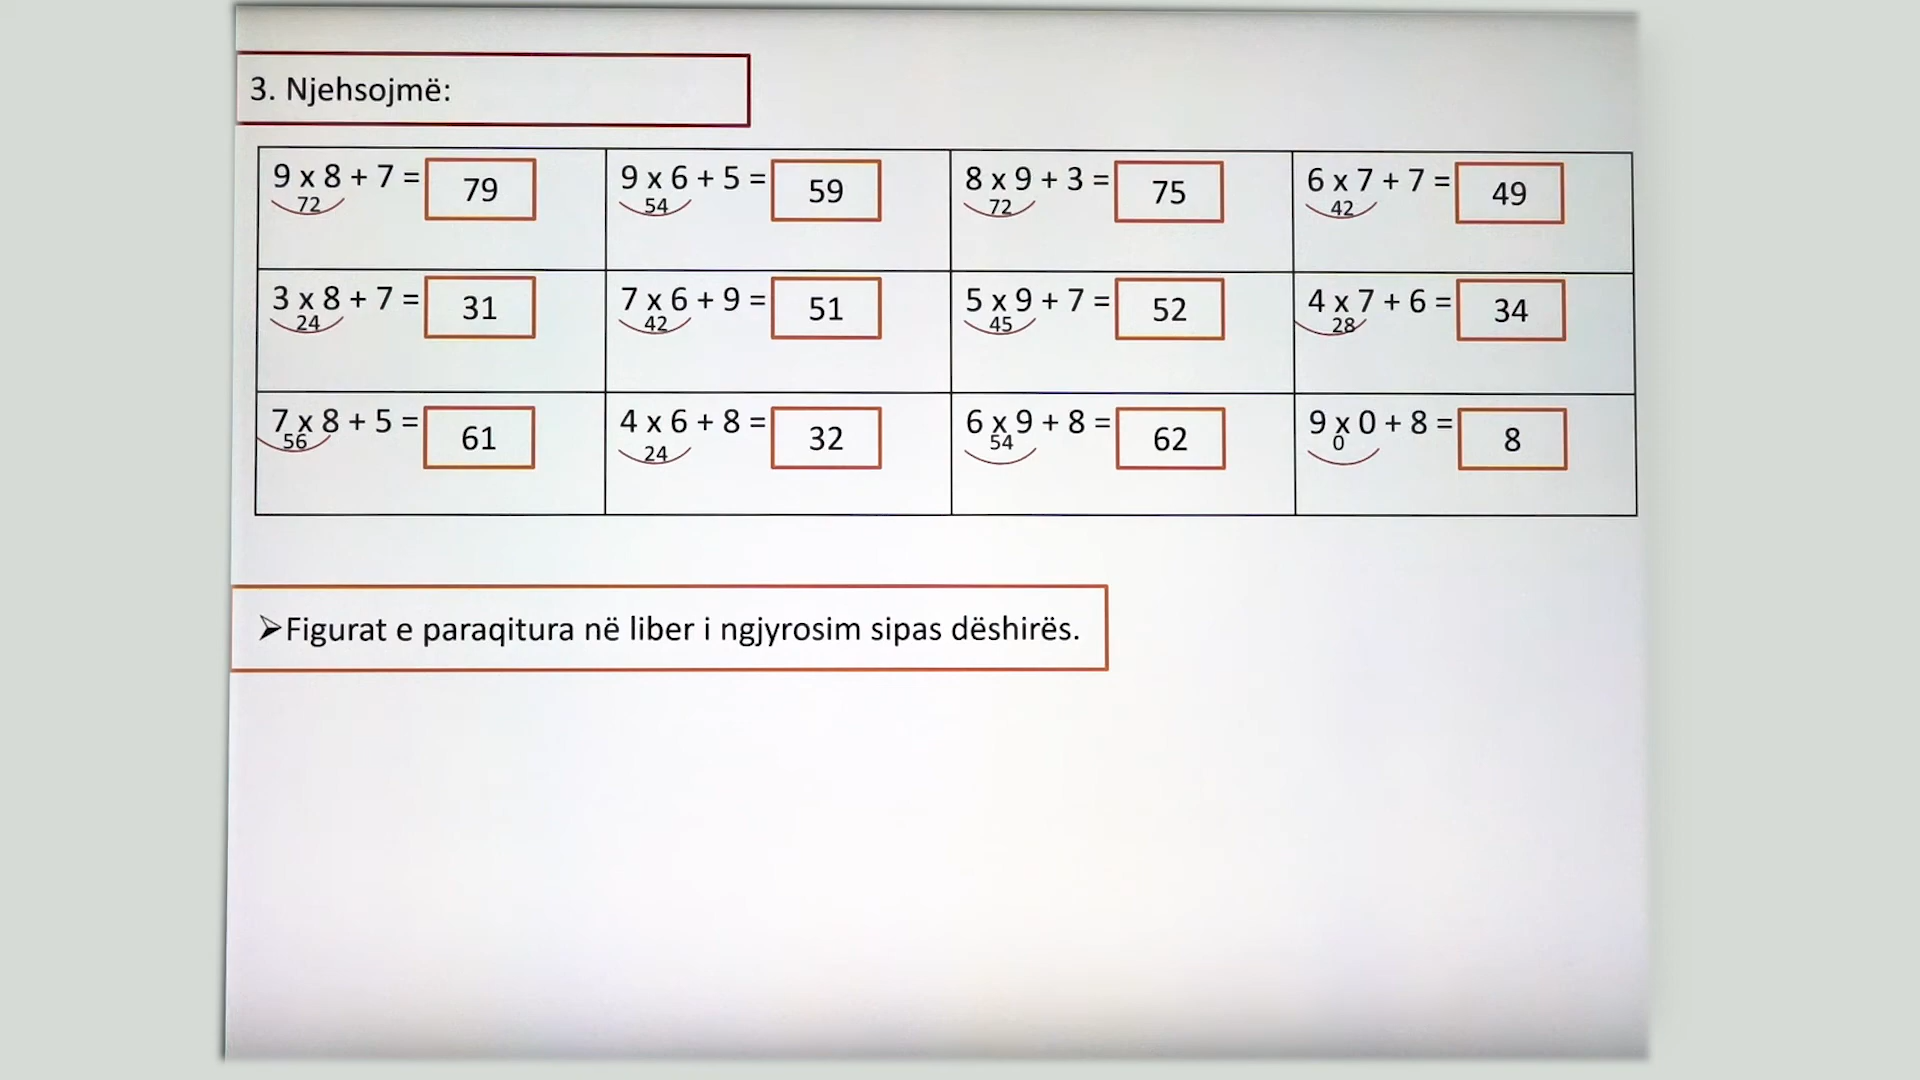 3. Njehsojmë:
9 x 8 + 7 = 79
72
9 x 6 + 5 = 59
54
8 x 9 + 3 = 75
72
6 x 7 + 7 = 49
42
3 x 8 + 7 = 31
24
7 x 6 + 9 = 51
42
5 x 9 + 7 = 52
45
4 x 7 + 6 = 34
28
7 x 8 + 5 = 61
56
4 x 6 + 8 = 32
24
6 x 9 + 8 = 62
54
9 x 0 + 8 = 8
0
➢Figurat e paraqitura në liber i ngjyrosim sipas dëshirës.